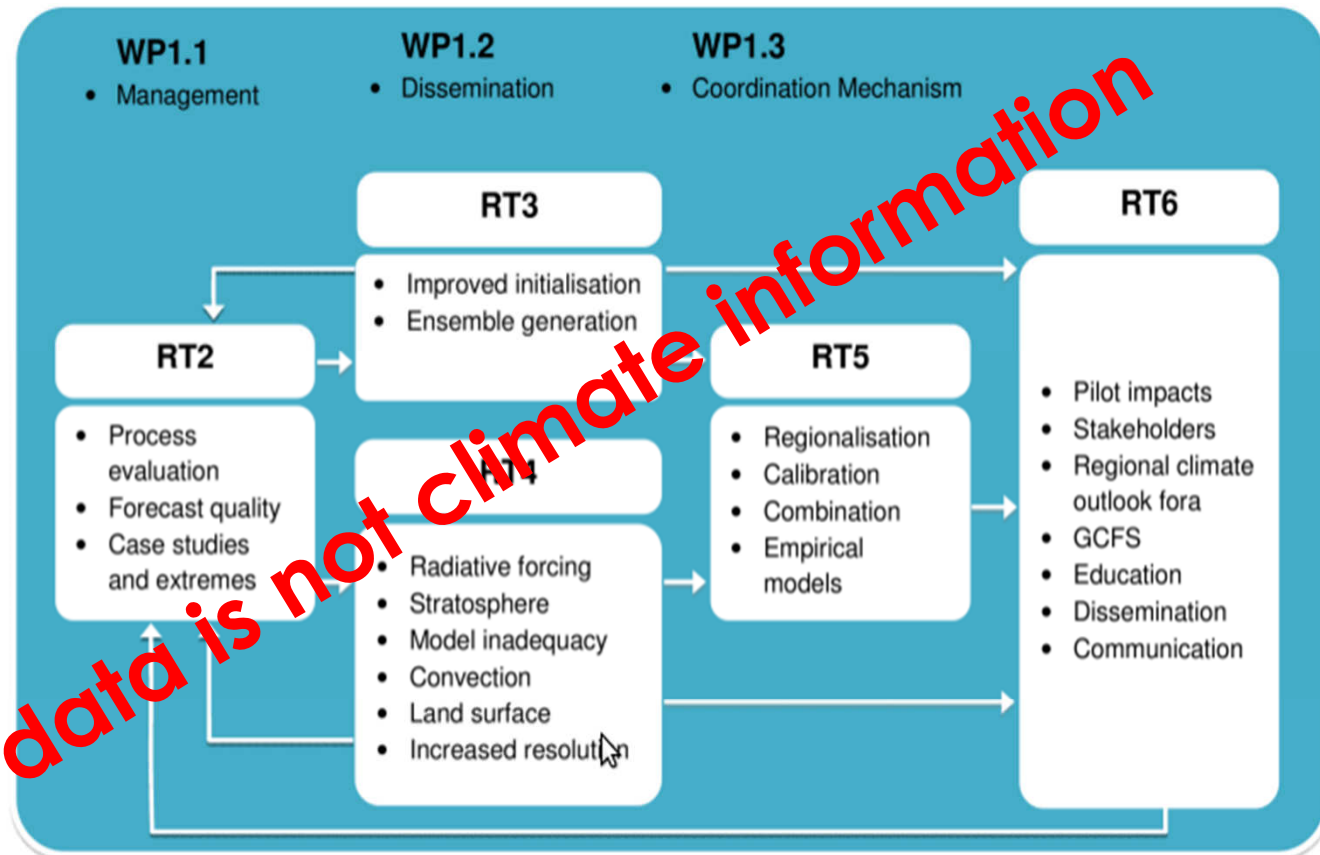 WP1.1
• Management
WP1.2
• Dissemination
WP1.3
• Coordination Mechanism
RT3
• Improved initialisation
• Ensemble generation
RT2
• Process
evaluation
• Forecast quality
• Case studies
and extremes
RT4
• Radiative forcing
• Stratosphere
• Model inadequacy
• Convection
• Land surface
• Increased resolution
RT5
• Regionalisation
• Calibration
• Combination
• Empirical
models
RT6
• Pilot impacts
• Stakeholders
• Regional climate
outlook fora
• GCFS
• Education
• Dissemination
• Communication
data is not climate information